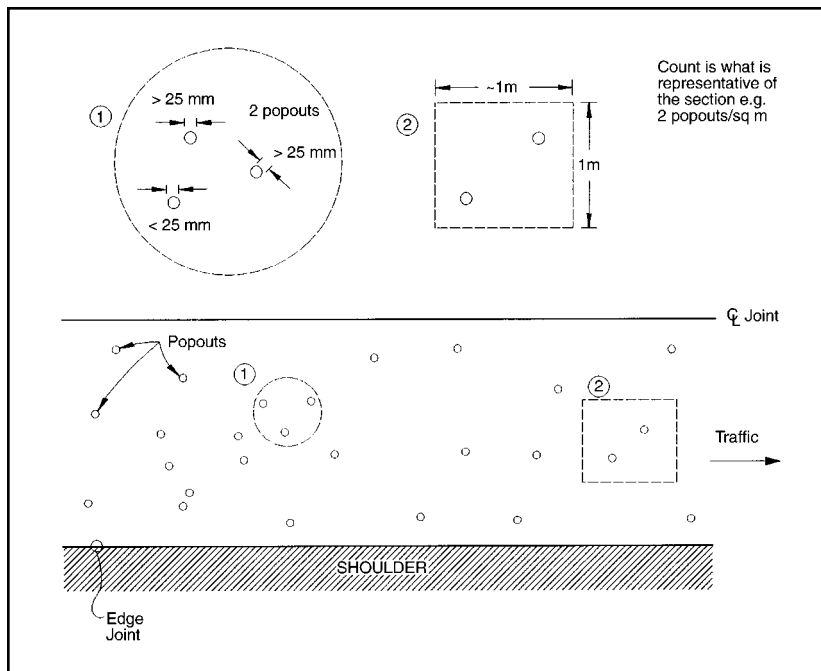 > 25 mm
1
2 popouts
> 25 mm
< 25 mm
~1m
2
1m
Count is what is
representative of
the section e.g.
2 popouts/sq m
℄ Joint
Popouts
1
2
Traffic
SHOULDER
Edge
Joint